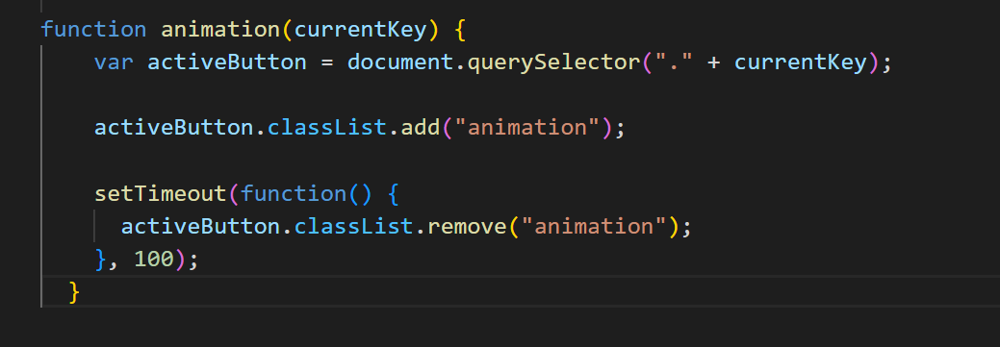 function animation(currentKey) {
    var activeButton = document.querySelector("." + currentKey);
    activeButton.classList.add("animation");
    setTimeout(function() {
      activeButton.classList.remove("animation");
    }, 100);
  }